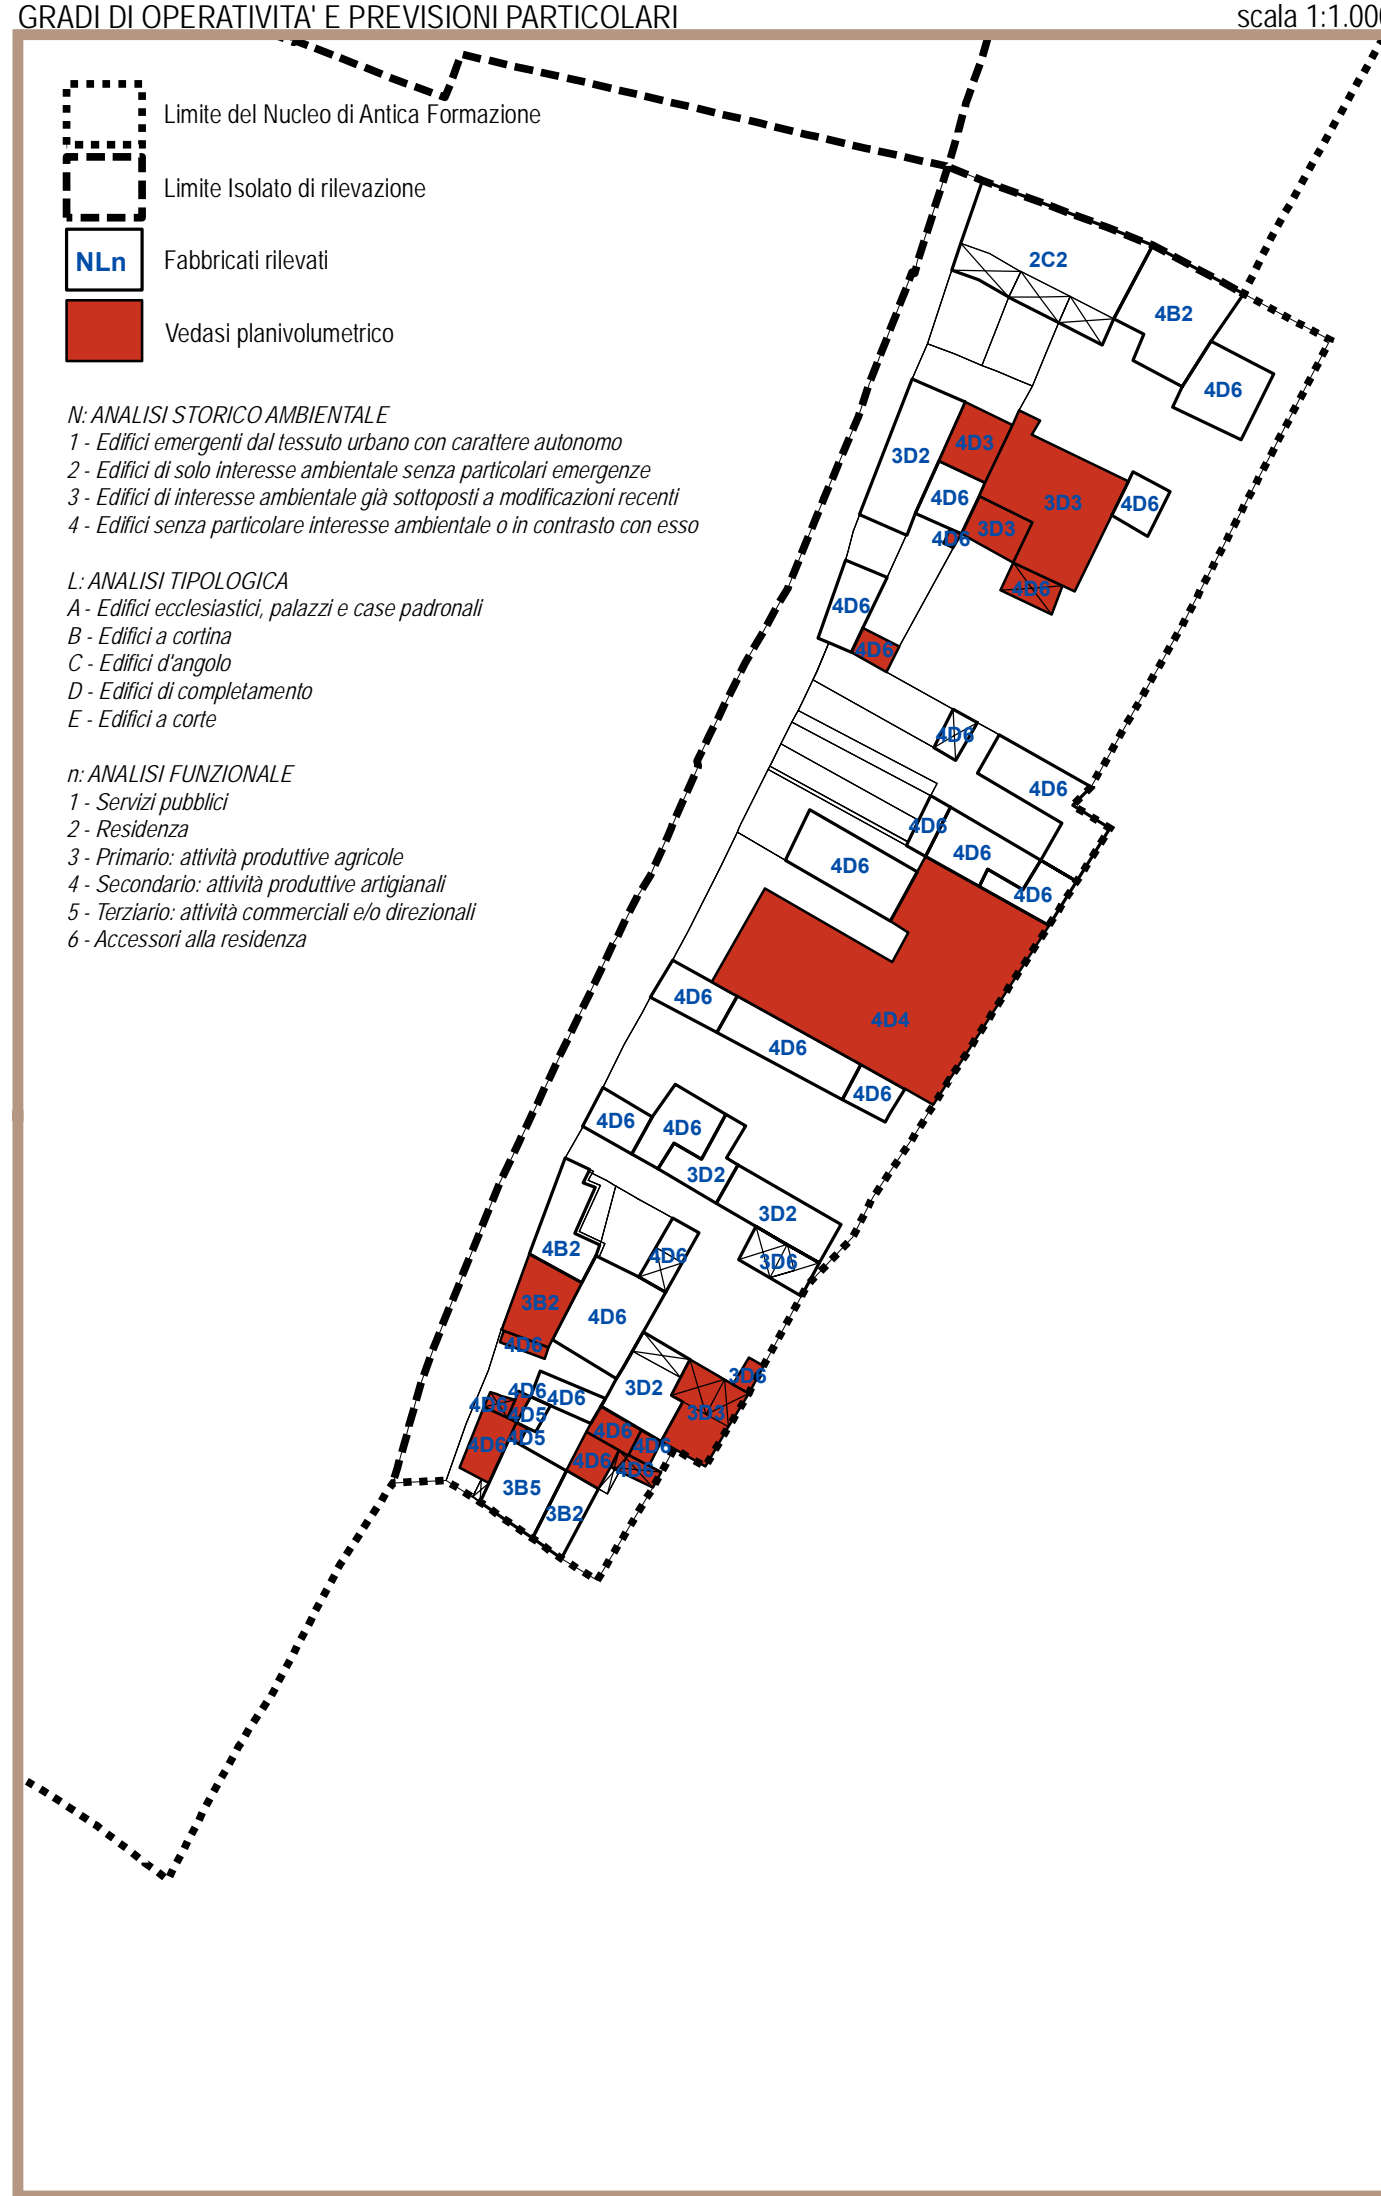 GRADI DI OPERATIVITA' E PREVISIONI PARTICOLARI
scala 1:1.000
Limite del Nucleo di Antica Formazione
Limite Isolato di rilevazione
NLn Fabbricati rilevati
Vedasi planivolumetrico
N: ANALISI STORICO AMBIENTALE
1 - Edifici emergenti dal tessuto urbano con carattere autonomo
2 - Edifici di solo interesse ambientale senza particolari emergenze
3 - Edifici di interesse ambientale già sottoposti a modificazioni recenti
4 - Edifici senza particolare interesse ambientale o in contrasto con esso
L: ANALISI TIPOLOGICA
A - Edifici ecclesiastici, palazzi e case padronali
B - Edifici a cortina
C - Edifici d'angolo
D - Edifici di completamento
E - Edifici a corte
n: ANALISI FUNZIONALE
1 - Servizi pubblici
2 - Residenza
3 - Primario: attività produttive agricole
4 - Secondario: attività produttive artigianali
5 - Terziario: attività commerciali e/o direzionali
6 - Accessori alla residenza
2C2
4B2
4D6
4D3
3D2
4D6
3D3
4D6
3D3
4D6
4D6
4D6
4D6
4D6
4D6
4D6
4D6
4D6
4D6
4D6
4D4
4D6
4D6
4D6
4D6
3D2
3D2
4B2
4D6
3D6
3B2
4D6
4D6
3D6
3D2
4D6
4D6
4D6
4D5
3D3
4D6
4D5
4D6
4D6
4D6
4D6
3B5
3B2